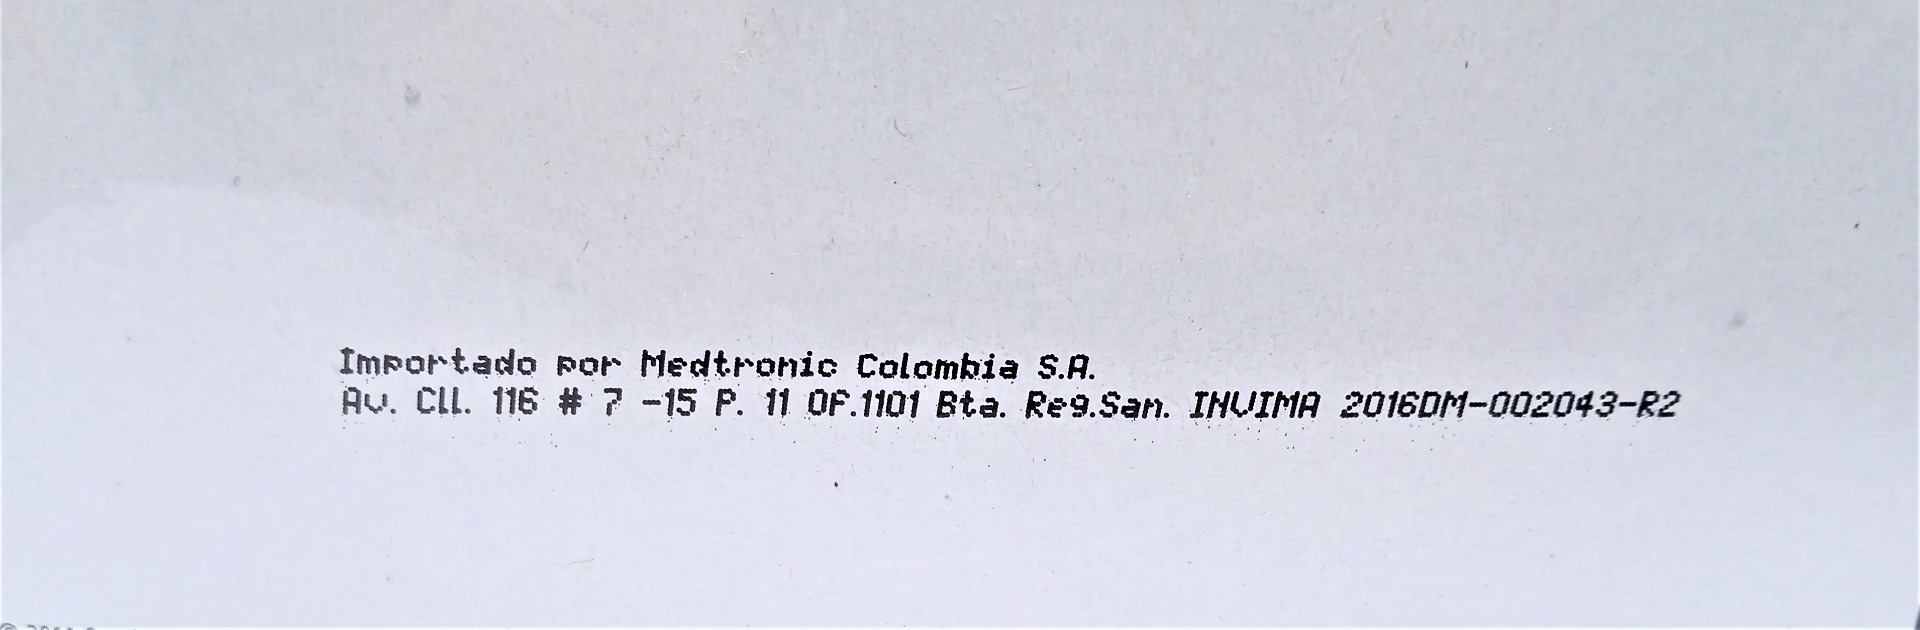 Importado por Medtronic Colombia S.A.
Av. Cll. 116 # 7 -15 P. 11 OF.1101 Bta. Reg.San. INVIMA 2016DM-002043-R2